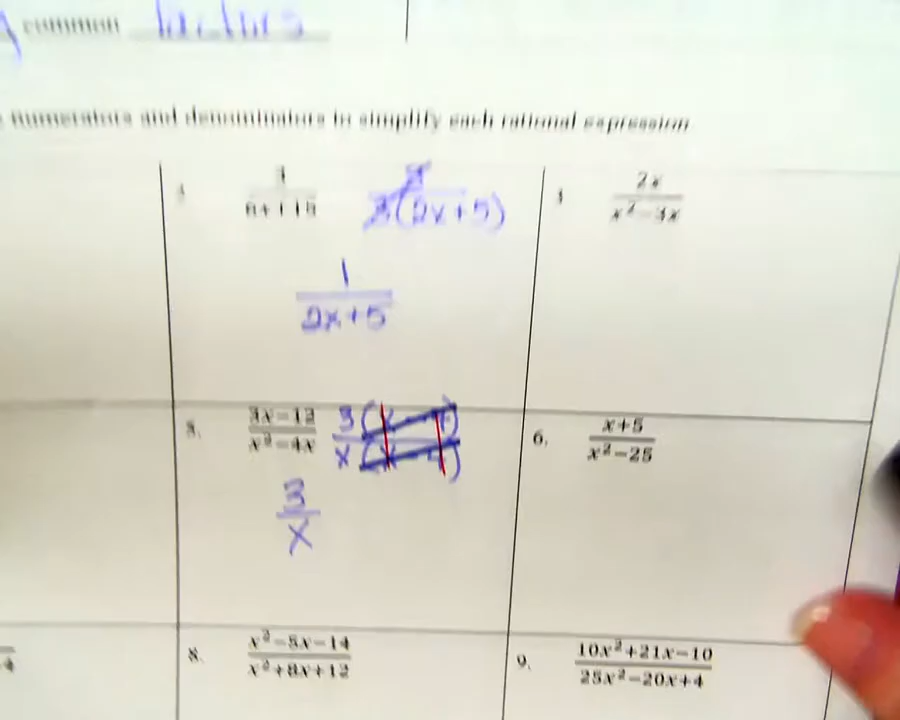 common factors
numerators and denominators to simplify each rational expression
3
6x+15
3
3(2x+5)
2x
x²-3x
1
2x+5
5. 3x-12
x²-4x
3(x-4)
x(x-4)
6. x+5
x²-25
3
x
8. x²-5x-14
x²+8x+12
9. 10x²+21x-10
25x²-20x+4